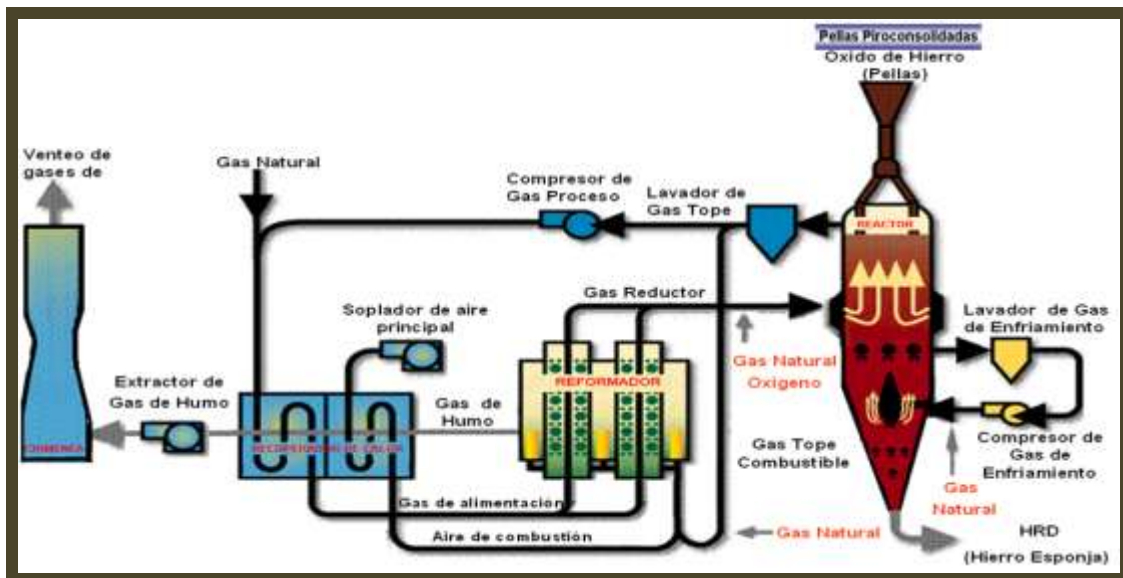 Pellas Piroconsolidadas
Oxido de Hierro
(Pellas)
Venteo de
gases de
Gas Natural
Compresor de
Gas Proceso
Lavador de
Gas Tope
REACTOR
Gas Reductor
Soplador de aire
principal
Lavador de Gas
de Enfriamiento
Gas Natural
Oxigeno
REFORMADOR
Extractor de
Gas de Humo
Gas de
Humo
CHIMENEA
RECUPERADOR DE CALOR
Gas Tope
Combustible
Compresor de
Gas de
Enfriamiento
Gas de alimentación
Gas
Natural
Aire de combustión
Gas Natural
HRD
(Hierro Esponja)